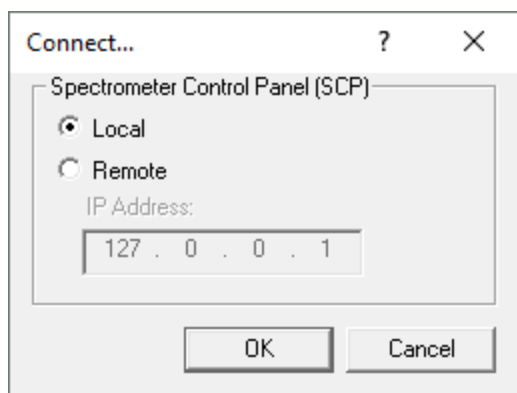 Connect...
Spectrometer Control Panel (SCP)
Local
Remote
IP Address:
127 . 0 . 0 . 1
OK Cancel